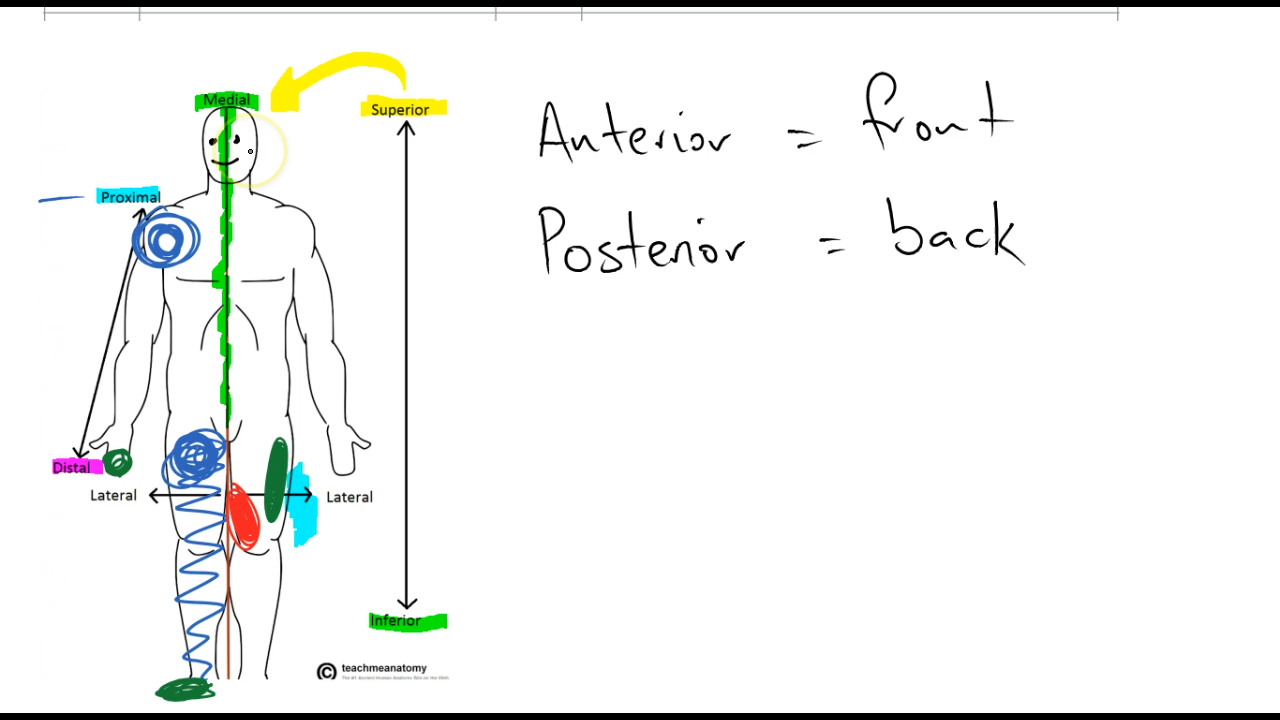 Medial
Superior
Anterior = front
Proximal
Posterior = back
Distal
Lateral
Lateral
Inferior
© teachmeanatomy